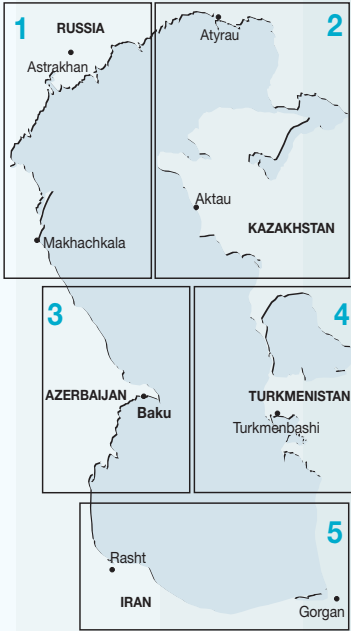 1
RUSSIA
Astrakhan
Makhachkala
2
Atyrau
Aktau
KAZAKHSTAN
3
AZERBAIJAN
Baku
4
TURKMENISTAN
Turkmenbashi
5
Rasht
IRAN
Gorgan